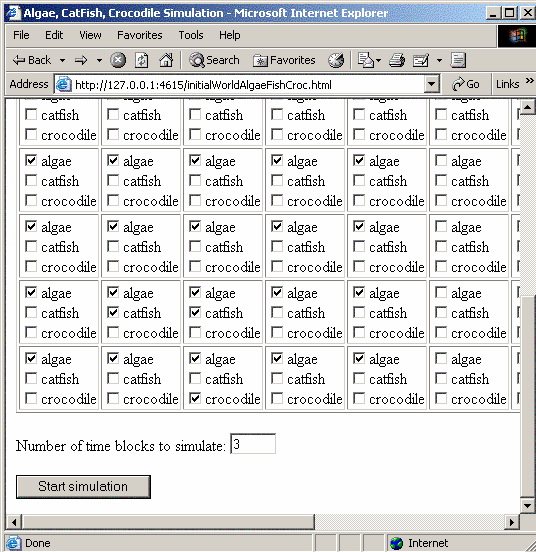 Algae, CatFish, Crocodile Simulation - Microsoft Internet Explorer
File Edit View Favorites Tools Help
Back Search Favorites
Address http://127.0.0.1:4615/initialWorldAlgaeFishCroc.html Go Links »
algae algae algae algae algae algae
catfish catfish catfish catfish catfish catfish
crocodile crocodile crocodile crocodile crocodile crocodile
algae algae algae algae algae algae
catfish catfish catfish catfish catfish catfish
crocodile crocodile crocodile crocodile crocodile crocodile
algae algae algae algae algae algae
catfish catfish catfish catfish catfish catfish
crocodile crocodile crocodile crocodile crocodile crocodile
algae algae algae algae algae algae
catfish catfish catfish catfish catfish catfish
crocodile crocodile crocodile crocodile crocodile crocodile
algae algae algae algae algae algae
catfish catfish catfish catfish catfish catfish
crocodile crocodile crocodile crocodile crocodile crocodile
Number of time blocks to simulate: 3
Start simulation
Done Internet